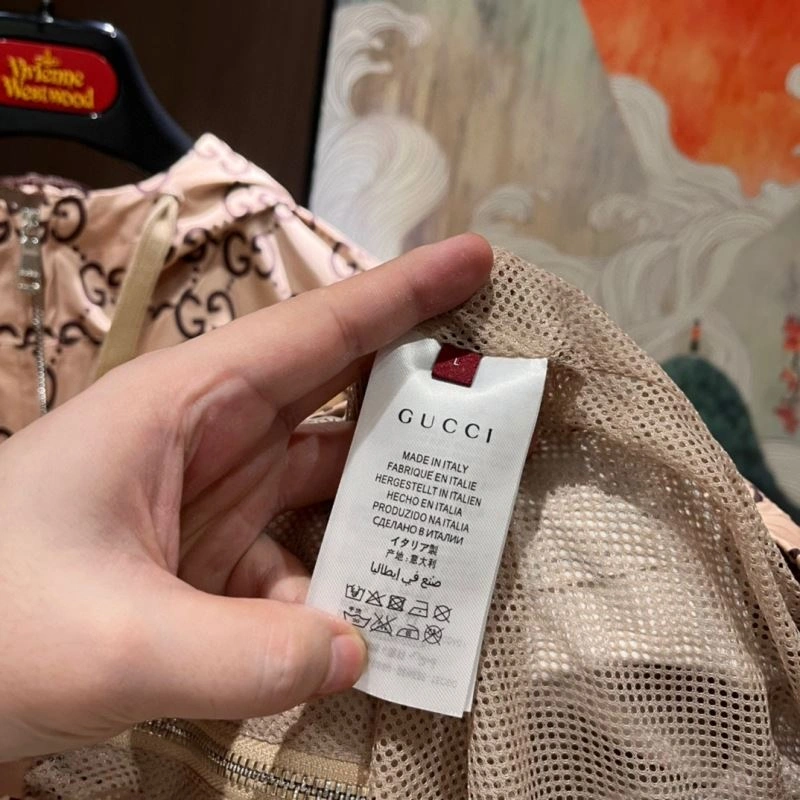 Vivienne
Westwood
L
GUCCI
MADE IN ITALY
FABRIQUE EN ITALIE
HERGESTELLT IN ITALIEN
HECHO EN ITALIA
PRODUZIDO NA ITALIA
СДЕЛАНО В ИТАЛИИ
イタリア製
产地:意大利
صنع في إيطاليا